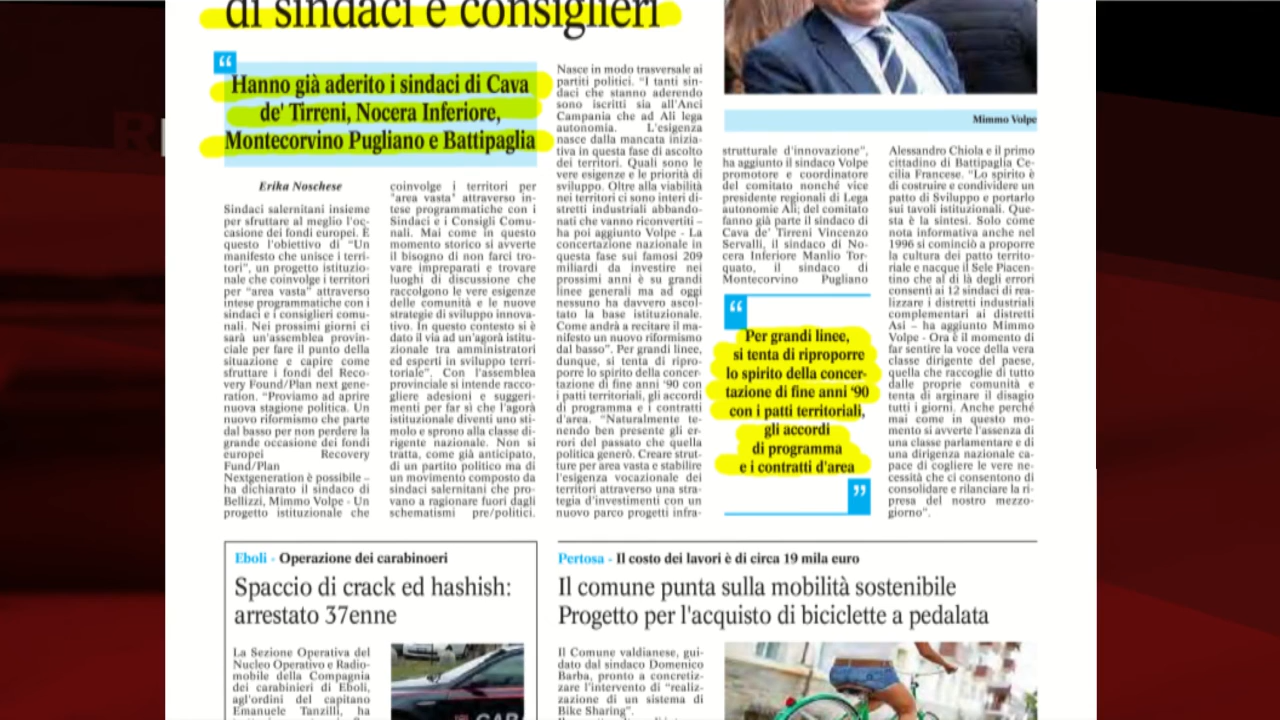 di sindaci e consiglieri
“
Hanno già aderito i sindaci di Cava
de' Tirreni, Nocera Inferiore,
Montecorvino Pugliano e Battipaglia
Erika Noschese
Sindaci salernitani insieme
per sfruttare al meglio l'oc-
casione dei fondi europei. È
questo l'obiettivo di “Un
manifesto che unisce i terri-
tori”, un progetto istituzio-
nale che coinvolge i territori
per “area vasta” attraverso
intese programmatiche con i
sindaci e i consiglieri comu-
nali. Nei prossimi giorni ci
sarà un'assemblea provin-
ciale per fare il punto della
situazione e capire come
sfruttare i fondi del Reco-
very Found/Plan next gene-
ration. “Proviamo ad aprire
nuova stagione politica. Un
nuovo riformismo che parte
dal basso per non perdere la
grande occasione dei fondi
europei Recovery
Fund/Plan
Nextgeneration è possibile –
ha dichiarato il sindaco di
Bellizzi, Mimmo Volpe - Un
progetto istituzionale che
coinvolge i territori per
“area vasta” attraverso in-
tese programmatiche con i
Sindaci e i Consigli Comu-
nali. Mai come in questo
momento storico si avverte
il bisogno di non farci tro-
vare impreparati e trovare
luoghi di discussione che
raccolgono le vere esigenze
delle comunità e le nuove
strategie di sviluppo innova-
tivo. In questo contesto si è
dato il via ad un'agorà istitu-
zionale tra amministratori
ed esperti in sviluppo terri-
toriale”. Con l'assemblea
provinciale si intende racco-
gliere adesioni e suggeri-
menti per far sì che l'agorà
istituzionale diventi uno sti-
molo e sprono alla classe di-
rigente nazionale. Non si
tratta, come già anticipato,
di un partito politico ma di
un movimento composto da
sindaci salernitani che pro-
vano a ragionare fuori dagli
schematismi pre/politici.
Nasce in modo trasversale ai
partiti politici. “I tanti sin-
daci che stanno aderendo
sono iscritti sia all'Anci
Campania che ad Ali lega
autonomia. L'esigenza
nasce dalla mancata inizia-
tiva in questa fase di ascolto
dei territori. Quali sono le
vere esigenze e le priorità di
sviluppo. Oltre alla viabilità
nei territori ci sono interi di-
stretti industriali abbando-
nati che vanno riconvertiti –
ha poi aggiunto Volpe - La
concertazione nazionale in
questa fase sui famosi 209
miliardi da investire nei
prossimi anni è su grandi
linee generali ma ad oggi
nessuno ha davvero ascol-
tato la base istituzionale.
Come andrà a recitare il ma-
nifesto un nuovo riformismo
dal basso”. Per grandi linee,
dunque, si tenta di ripro-
porre lo spirito della concer-
tazione di fine anni '90 con
i patti territoriali, gli accordi
di programma e i contratti
d'area. “Naturalmente te-
nendo ben presente gli er-
rori del passato che quella
politica generò. Creare strut-
ture per area vasta e stabilire
l'esigenza vocazionale dei
territori attraverso una stra-
tegia d'investimenti con un
nuovo parco progetti infra-
Mimmo Volpe
strutturale d'innovazione”,
ha aggiunto il sindaco Volpe
promotore e coordinatore
del comitato nonché vice
presidente regionali di Lega
autonomie Ali; del comitato
fanno già parte il sindaco di
Cava de' Tirreni Vincenzo
Servalli, il sindaco di No-
cera Inferiore Manlio Tor-
quato, il sindaco di
Montecorvino Pugliano
“
Per grandi linee,
si tenta di riproporre
lo spirito della concer-
tazione di fine anni '90
con i patti territoriali,
gli accordi
di programma
e i contratti d'area
”
Alessandro Chiola e il primo
cittadino di Battipaglia Ce-
cilia Francese. “Lo spirito è
di costruire e condividere un
patto di Sviluppo e portarlo
sui tavoli istituzionali. Que-
sta è la sintesi. Solo come
nota informativa anche nel
1996 si cominciò a proporre
la cultura dei patto territo-
riale e nacque il Sele Piacen-
tino che al di là degli errori
consentì ai 12 sindaci di rea-
lizzare i distretti industriali
complementari ai distretti
Asi – ha aggiunto Mimmo
Volpe - Ora è il momento di
far sentire la voce della vera
classe dirigente del paese,
quella che raccoglie di tutto
dalle proprie comunità e
tenta di arginare il disagio
tutti i giorni. Anche perché
mai come in questo mo-
mento si avverte l'assenza di
una classe parlamentare e di
una dirigenza nazionale ca-
pace di cogliere le vere ne-
cessità che ci consentono di
consolidare e rilanciare la ri-
presa del nostro mezzo-
giorno”.
Eboli - Operazione dei carabinoeri
Spaccio di crack ed hashish:
arrestato 37enne
La Sezione Operativa del
Nucleo Operativo e Radio-
mobile della Compagnia
dei carabinieri di Eboli,
agl'ordini del capitano
Emanuele Tanzilli, ha
Pertosa - Il costo dei lavori è di circa 19 mila euro
Il comune punta sulla mobilità sostenibile
Progetto per l'acquisto di biciclette a pedalata
Il Comune valdianese, gui-
dato dal sindaco Domenico
Barba, pronto a concretiz-
zare l'intervento di “realiz-
zazione di un sistema di
Bike Sharing”.